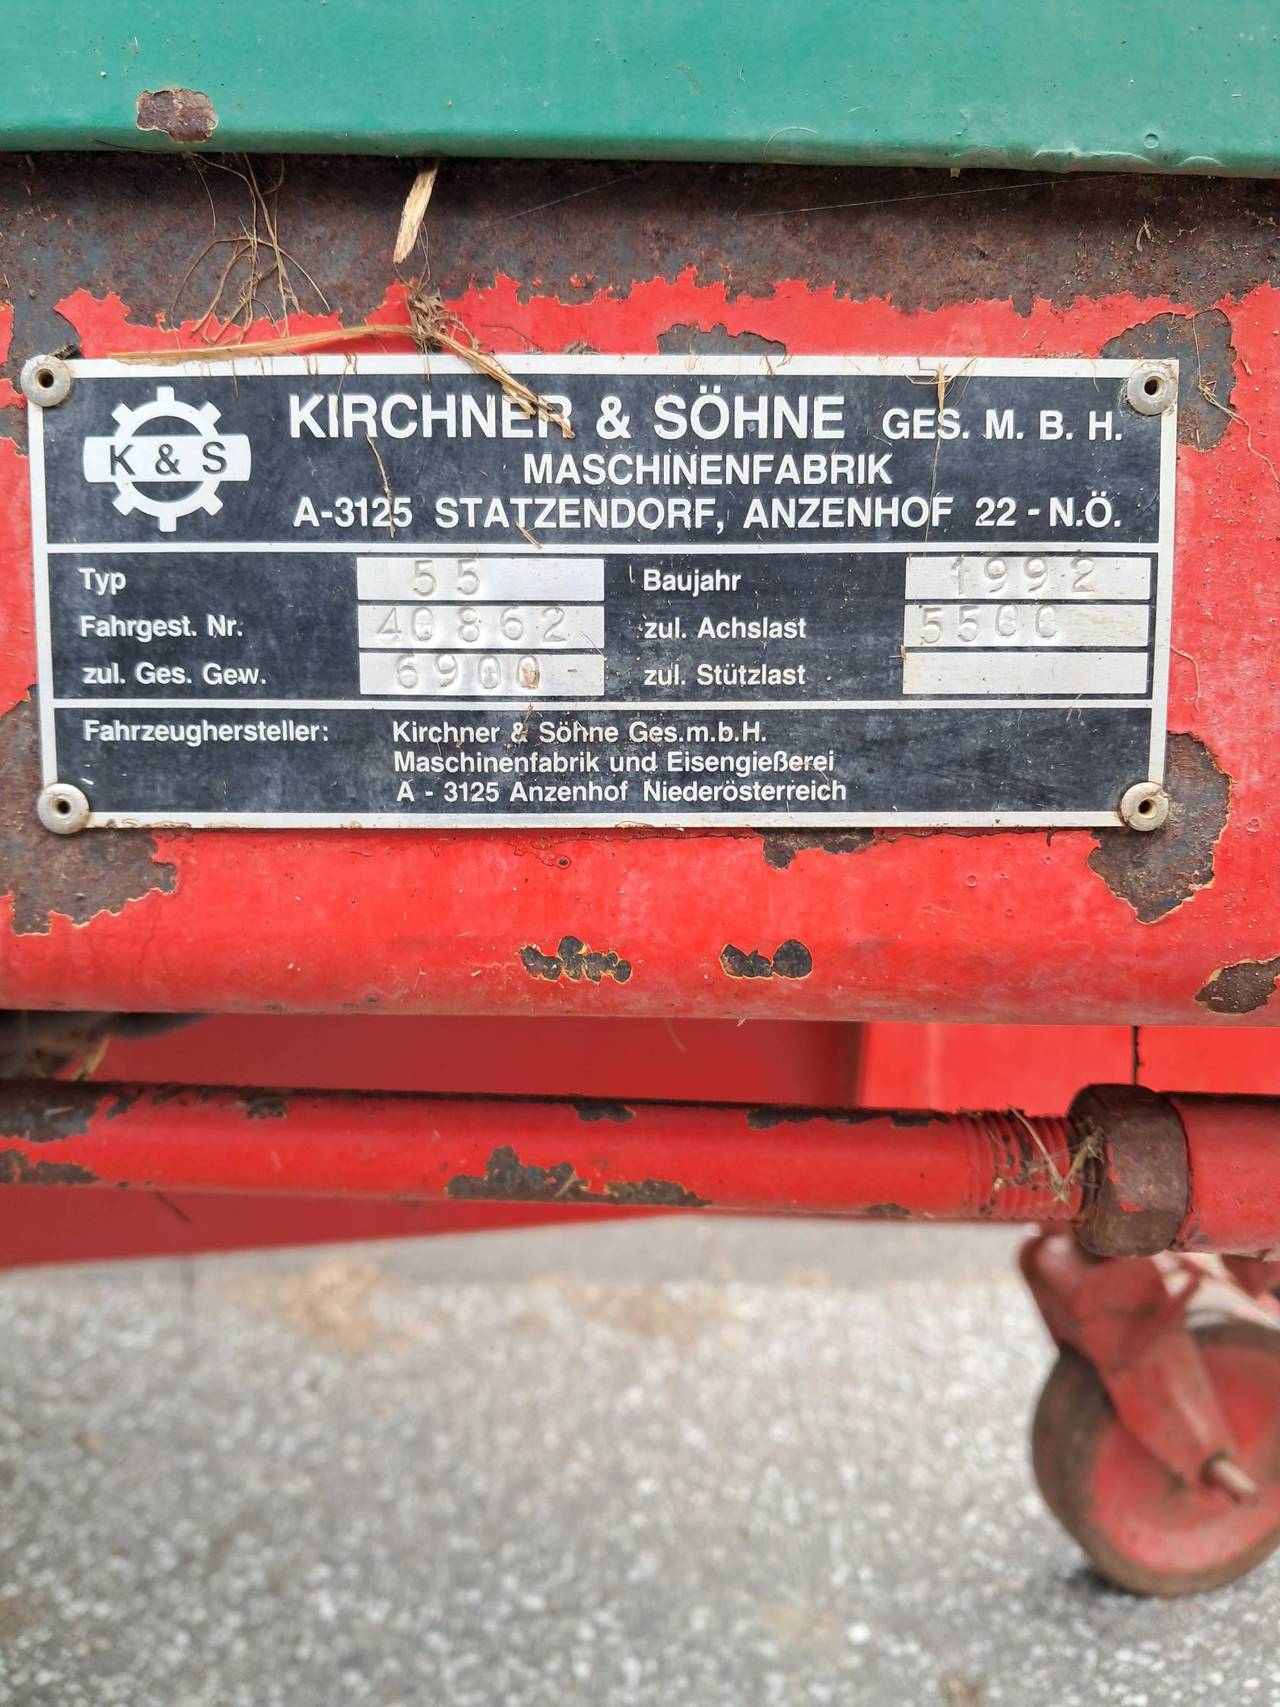 K & S
KIRCHNER & SÖHNE GES. M. B. H.
MASCHINENFABRIK
A-3125 STATZENDORF, ANZENHOF 22 - N.Ö.
Typ 55 Baujahr 1992
Fahrgest. Nr. 40862 zul. Achslast 5500
zul. Ges. Gew. 6900 zul. Stützlast
Fahrzeughersteller: Kirchner & Söhne Ges.m.b.H.
Maschinenfabrik und Eisengießerei
A - 3125 Anzenhof Niederösterreich